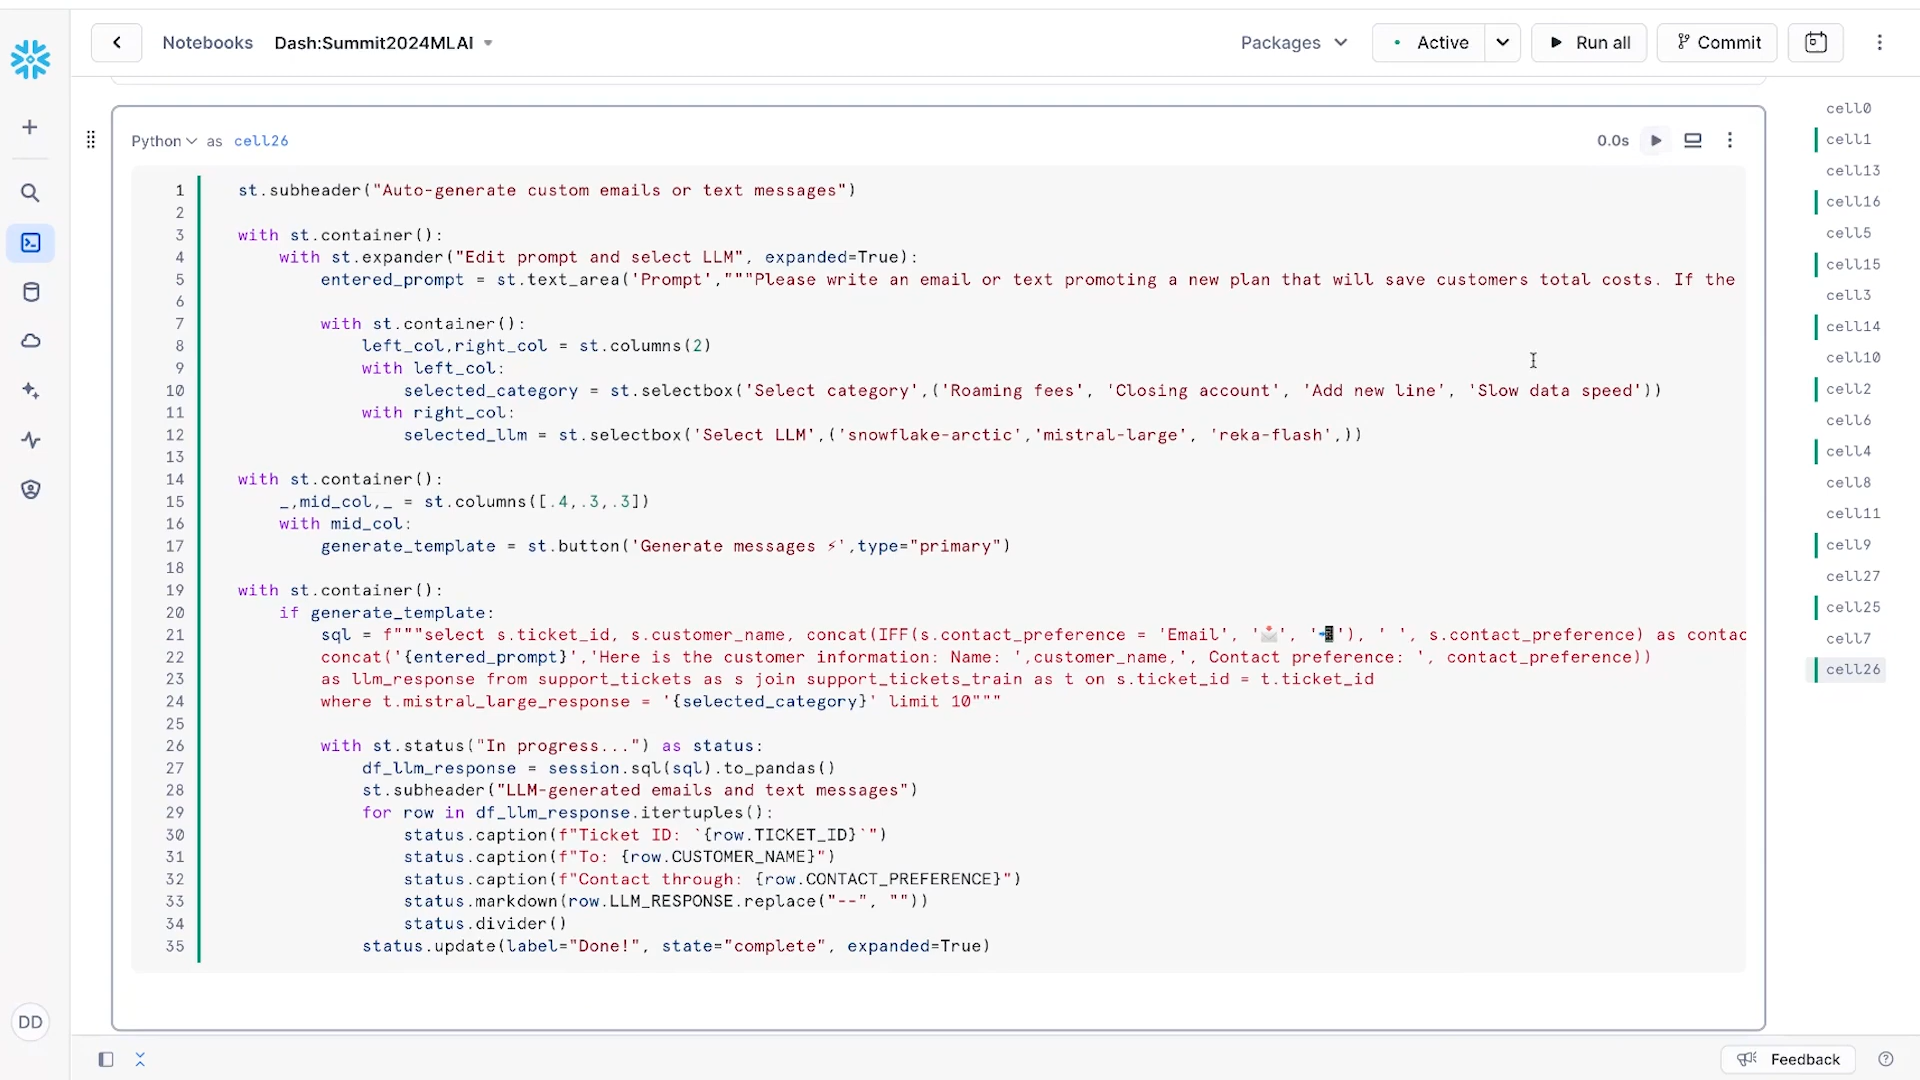 Notebooks Dash:Summit2024MLAI Packages Active Run all Commit
Python as cell26 0.0s
1 st.subheader("Auto-generate custom emails or text messages")
2
3 with st.container():
4 with st.expander("Edit prompt and select LLM", expanded=True):
5 entered_prompt = st.text_area('Prompt',"""Please write an email or text promoting a new plan that will save customers total costs. If the
6
7 with st.container():
8 left_col,right_col = st.columns(2)
9 with left_col:
10 selected_category = st.selectbox('Select category',('Roaming fees', 'Closing account', 'Add new line', 'Slow data speed'))
11 with right_col:
12 selected_llm = st.selectbox('Select LLM',('snowflake-arctic','mistral-large', 'reka-flash',))
13
14 with st.container():
15 _,mid_col,_ = st.columns([.4,.3,.3])
16 with mid_col:
17 generate_template = st.button('Generate messages ⚡',type="primary")
18
19 with st.container():
20 if generate_template:
21 sql = f"""select s.ticket_id, s.customer_name, concat(IFF(s.contact_preference = 'Email', '📩', '📲'), ' ', s.contact_preference) as contac
22 concat('{entered_prompt}','Here is the customer information: Name: ',customer_name,', Contact preference: ', contact_preference))
23 as llm_response from support_tickets as s join support_tickets_train as t on s.ticket_id = t.ticket_id
24 where t.mistral_large_response = '{selected_category}' limit 10"""
25
26 with st.status("In progress...") as status:
27 df_llm_response = session.sql(sql).to_pandas()
28 st.subheader("LLM-generated emails and text messages")
29 for row in df_llm_response.itertuples():
30 status.caption(f"Ticket ID: `{row.TICKET_ID}`")
31 status.caption(f"To: {row.CUSTOMER_NAME}")
32 status.caption(f"Contact through: {row.CONTACT_PREFERENCE}")
33 status.markdown(row.LLM_RESPONSE.replace("--", ""))
34 status.divider()
35 status.update(label="Done!", state="complete", expanded=True)
cell0
cell1
cell13
cell16
cell5
cell15
cell3
cell14
cell10
cell2
cell6
cell4
cell8
cell11
cell9
cell27
cell25
cell7
cell26
DD
Feedback